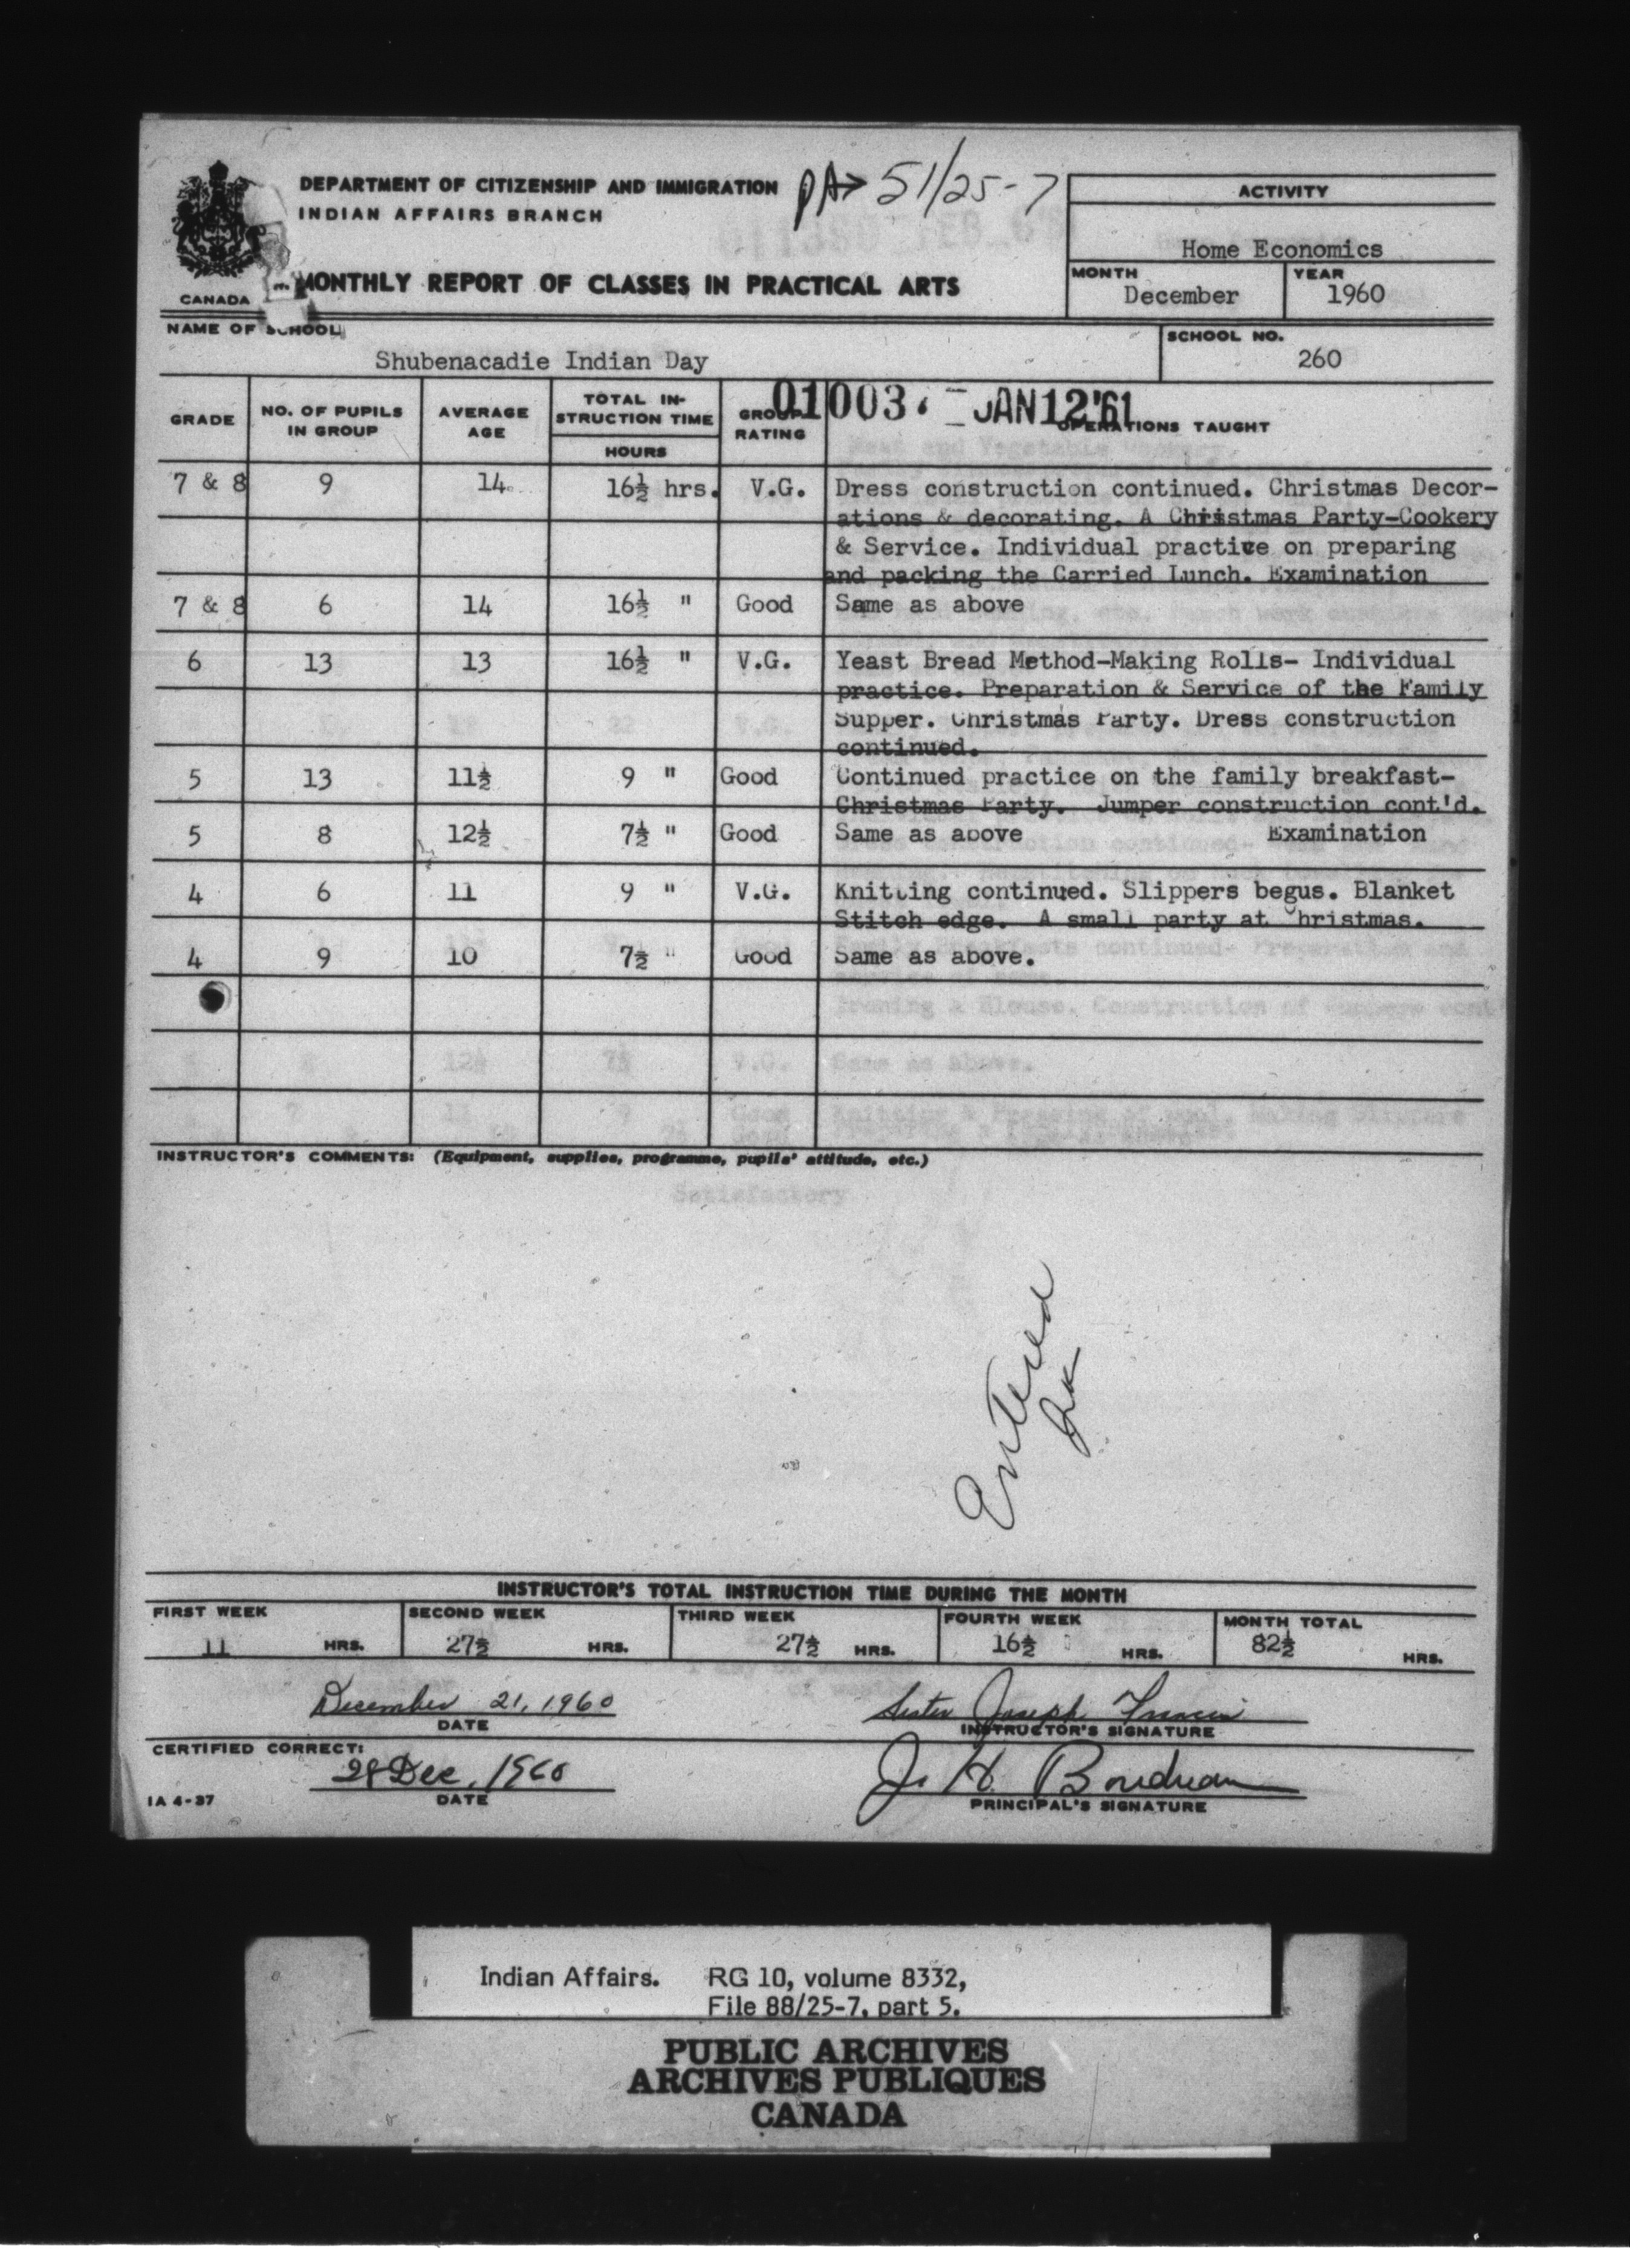 DEPARTMENT OF CITIZENSHIP AND IMMIGRATION
INDIAN AFFAIRS BRANCH
PA> 51/25-7
ACTIVITY
Home Economics
MONTHLY REPORT OF CLASSES IN PRACTICAL ARTS
CANADA
MONTH
December
YEAR
1960
NAME OF SCHOOL
Shubenacadie Indian Day
SCHOOL NO.
260
01003 JAN 12 '61
GRADE NO. OF PUPILS IN GROUP AVERAGE AGE TOTAL IN-STRUCTION TIME HOURS GROUP RATING OPERATIONS TAUGHT
7 & 8 9 14 16½ hrs. V.G. Dress construction continued. Christmas Decor-
ations & decorating. A Christmas Party-Cookery
& Service. Individual practice on preparing
and packing the Carried Lunch. Examination
7 & 8 6 14 16½ " Good Same as above
6 13 13 16½ " V.G. Yeast Bread Method-Making Rolls- Individual
practice. Preparation & Service of the Family
Supper. Christmas Party. Dress construction
continued.
5 13 11½ 9 " Good Continued practice on the family breakfast-
Christmas Party. Jumper construction cont'd.
5 8 12½ 7½ " Good Same as above Examination
4 6 11 9 " V.G. Knitting continued. Slippers begus. Blanket
Stitch edge. A small party at Christmas.
4 9 10 7½ " Good Same as above.
INSTRUCTOR'S COMMENTS: (Equipment, supplies, programme, pupils' attitude, etc.)
Satisfactory
Entered
INSTRUCTOR'S TOTAL INSTRUCTION TIME DURING THE MONTH
FIRST WEEK SECOND WEEK THIRD WEEK FOURTH WEEK MONTH TOTAL
11 HRS. 27½ HRS. 27½ HRS. 16½ HRS. 82½ HRS.
December 21, 1960 Sister Joseph Francis
DATE INSTRUCTOR'S SIGNATURE
CERTIFIED CORRECT:
28 Dec, 1960 J. H. Boudreau
IA 4-37 DATE PRINCIPAL'S SIGNATURE
Indian Affairs. RG 10, volume 8332,
File 88/25-7, part 5.
PUBLIC ARCHIVES
ARCHIVES PUBLIQUES
CANADA